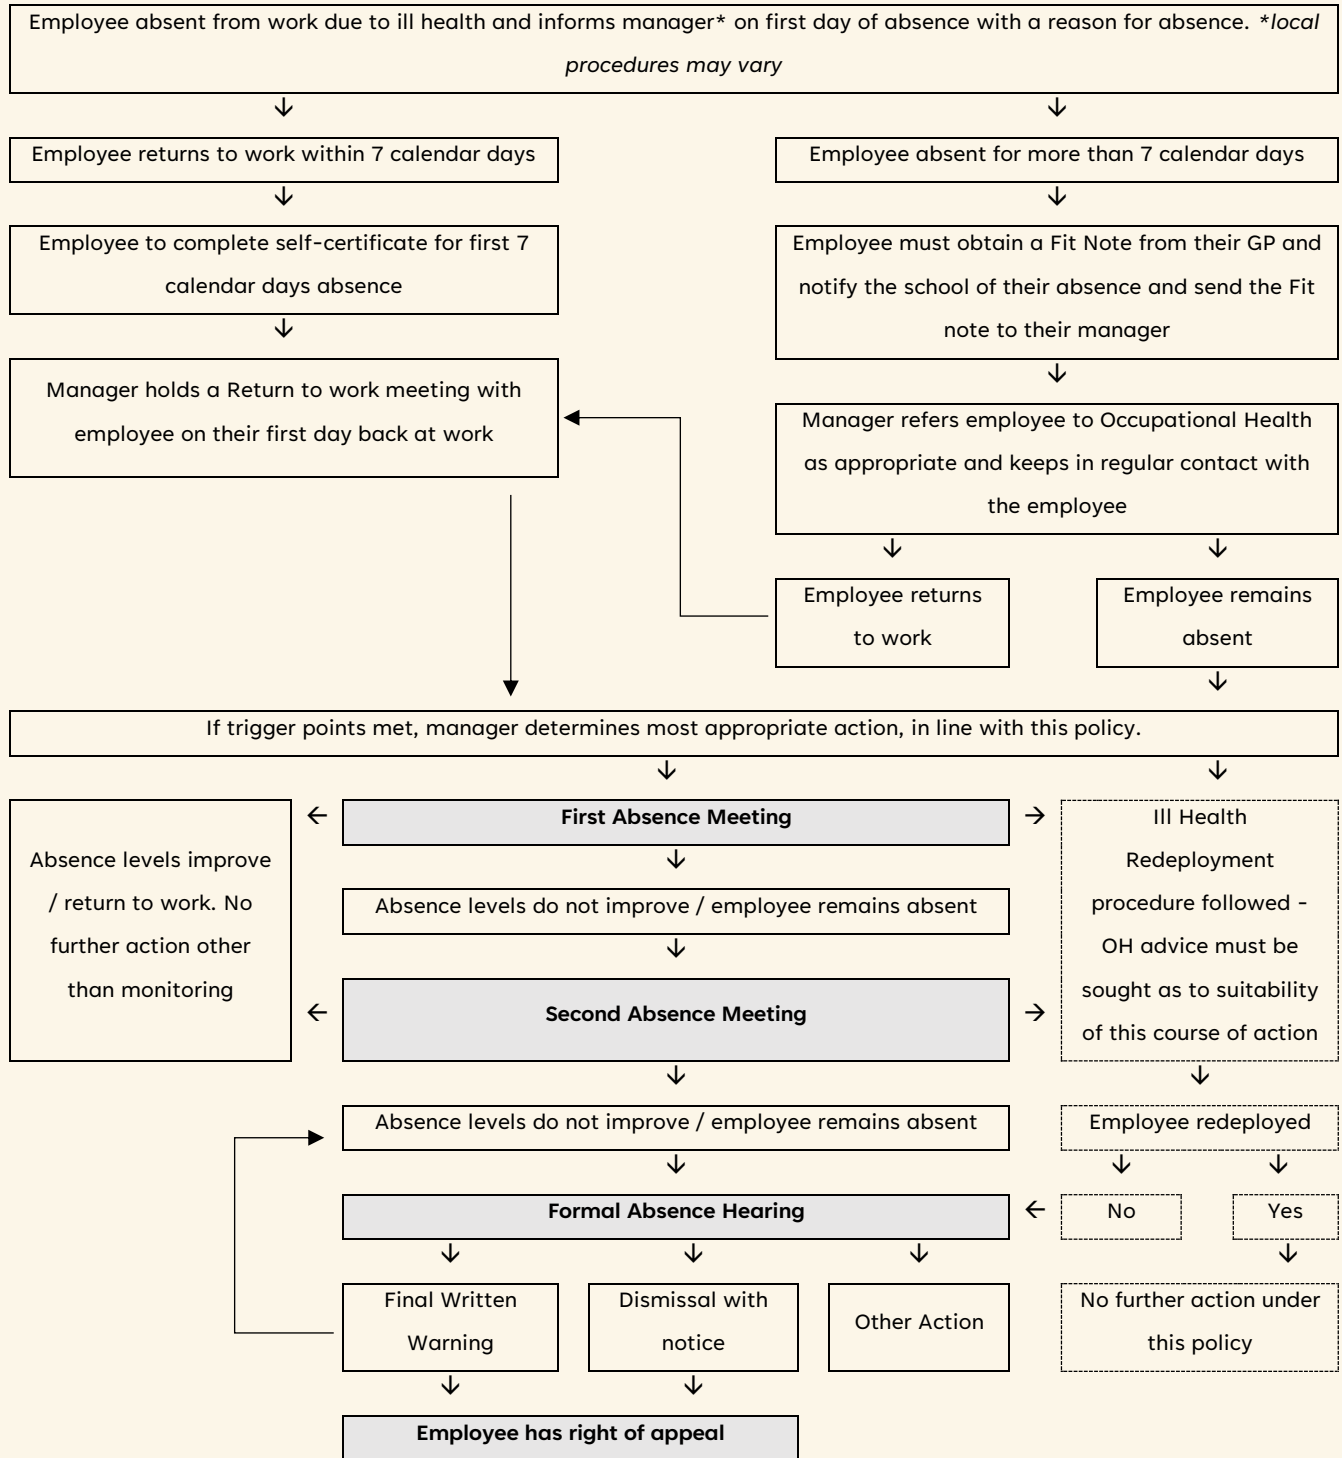 Employee absent from work due to ill health and informs manager* on first day of absence with a reason for absence. *local
procedures may vary
Employee returns to work within 7 calendar days
Employee absent for more than 7 calendar days
Employee to complete self-certificate for first 7
calendar days absence
Employee must obtain a Fit Note from their GP and
notify the school of their absence and send the Fit
note to their manager
Manager holds a Return to work meeting with
employee on their first day back at work
Manager refers employee to Occupational Health
as appropriate and keeps in regular contact with
the employee
Employee returns
to work
Employee remains
absent
If trigger points met, manager determines most appropriate action, in line with this policy.
First Absence Meeting
Absence levels improve
/ return to work. No
further action other
than monitoring
Absence levels do not improve / employee remains absent
Second Absence Meeting
Ill Health
Redeployment
procedure followed -
OH advice must be
sought as to suitability
of this course of action
Absence levels do not improve / employee remains absent
Employee redeployed
Formal Absence Hearing
No
Yes
Final Written
Warning
Dismissal with
notice
Other Action
No further action under
this policy
Employee has right of appeal